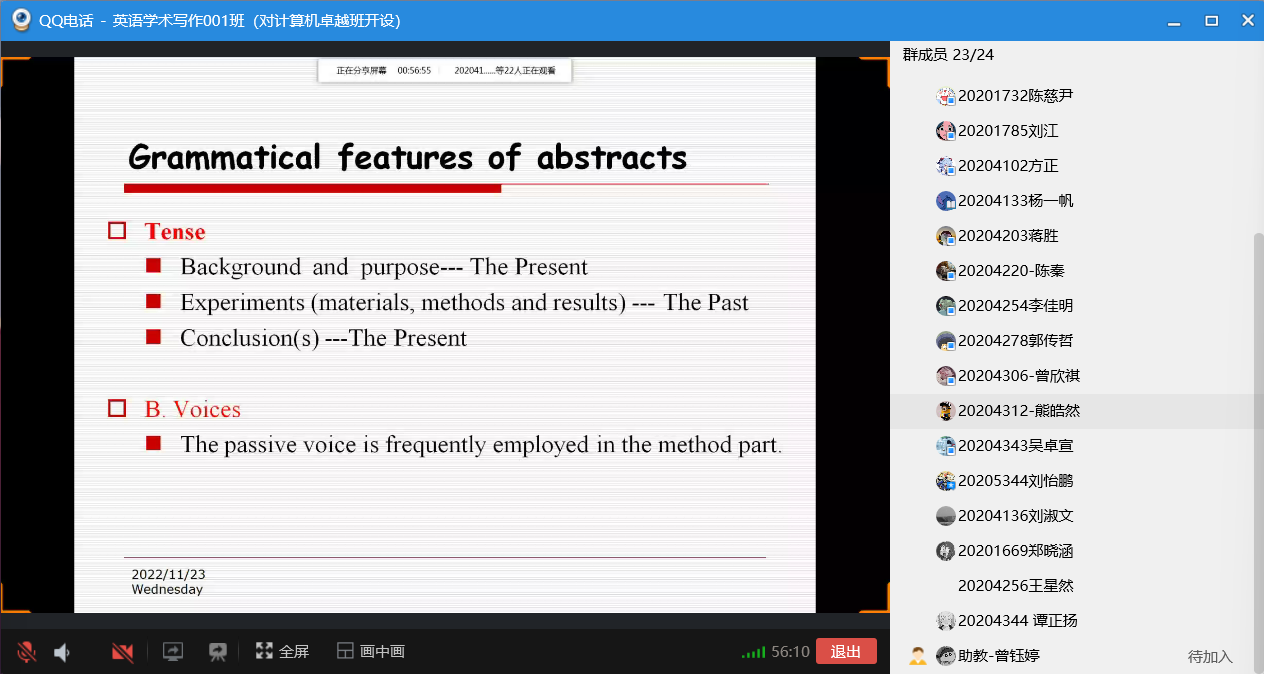 QQ电话 - 英语学术写作001班 (对计算机卓越班开设)
正在分享屏幕 00:56:55 202041......等22人正在观看
Grammatical features of abstracts
Tense
Background and purpose--- The Present
Experiments (materials, methods and results) --- The Past
Conclusion(s) ---The Present
B. Voices
The passive voice is frequently employed in the method part.
2022/11/23
Wednesday
全屏
画中画
56:10
退出
群成员 23/24
20201732陈慈尹
20201785刘江
20204102方正
20204133杨一帆
20204203蒋胜
20204220-陈秦
20204254李佳明
20204278郭传哲
20204306-曾欣祺
20204312-熊皓然
20204343吴卓宣
20205344刘怡鹏
20204136刘淑文
20201669郑晓涵
20204256王星然
20204344 谭正扬
助教-曾钰婷 待加入